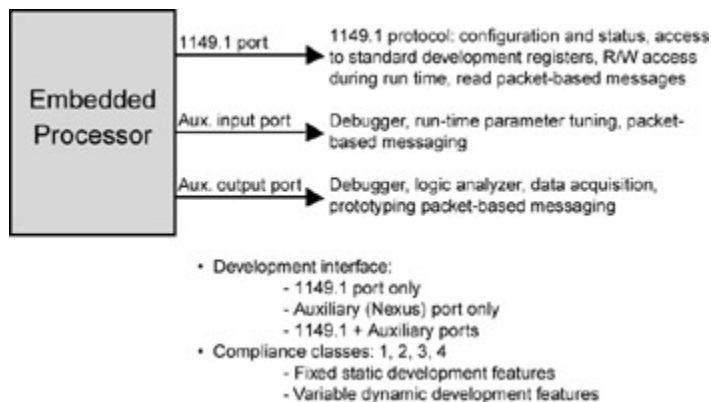 Embedded
Processor
1149.1 port
1149.1 protocol: configuration and status, access
to standard development registers, R/W access
during run time, read packet-based messages
Aux. input port
Debugger, run-time parameter tuning, packet-
based messaging
Aux. output port
Debugger, logic analyzer, data acquisition,
prototyping packet-based messaging
• Development interface:
- 1149.1 port only
- Auxiliary (Nexus) port only
- 1149.1 + Auxiliary ports
• Compliance classes: 1, 2, 3, 4
- Fixed static development features
- Variable dynamic development features